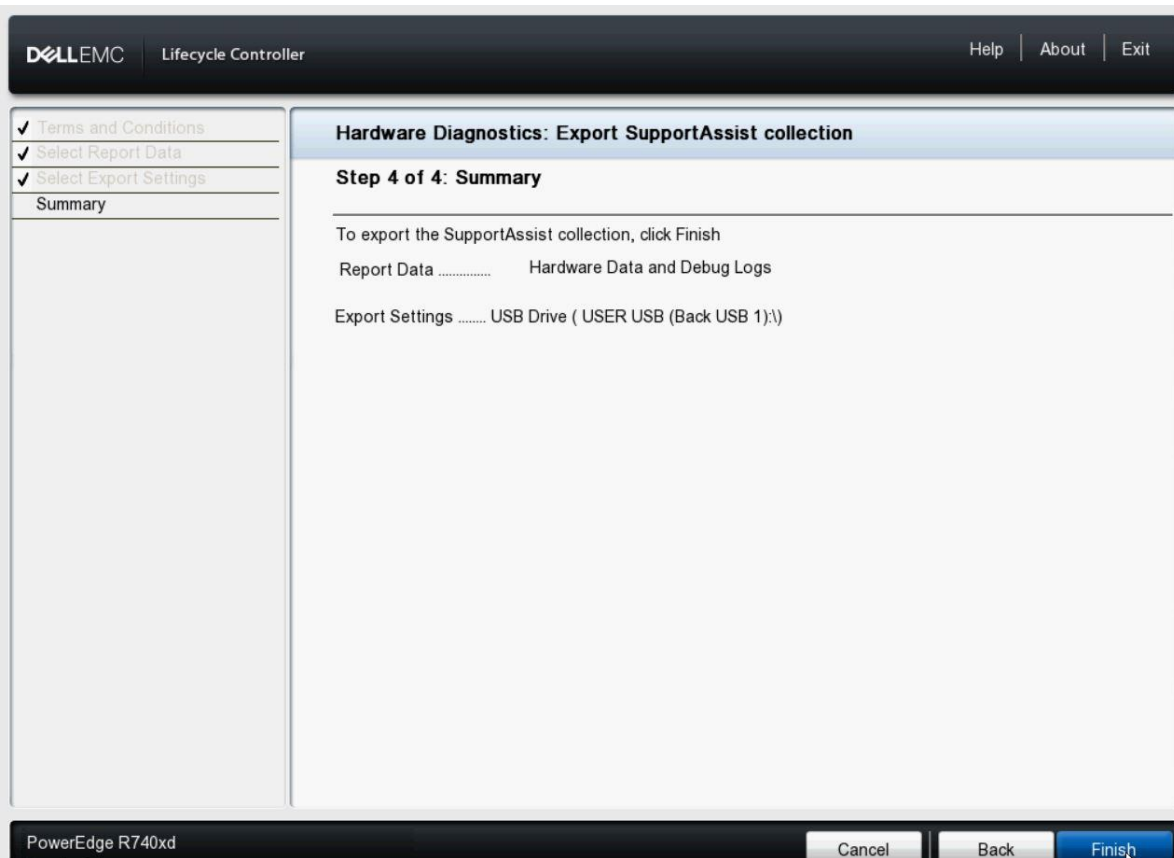 DELLEMC Lifecycle Controller Help About Exit
✓ Terms and Conditions
✓ Select Report Data
✓ Select Export Settings
Summary
Hardware Diagnostics: Export SupportAssist collection
Step 4 of 4: Summary
To export the SupportAssist collection, click Finish
Report Data .............. Hardware Data and Debug Logs
Export Settings ........ USB Drive ( USER USB (Back USB 1):\)
PowerEdge R740xd
Cancel Back Finish